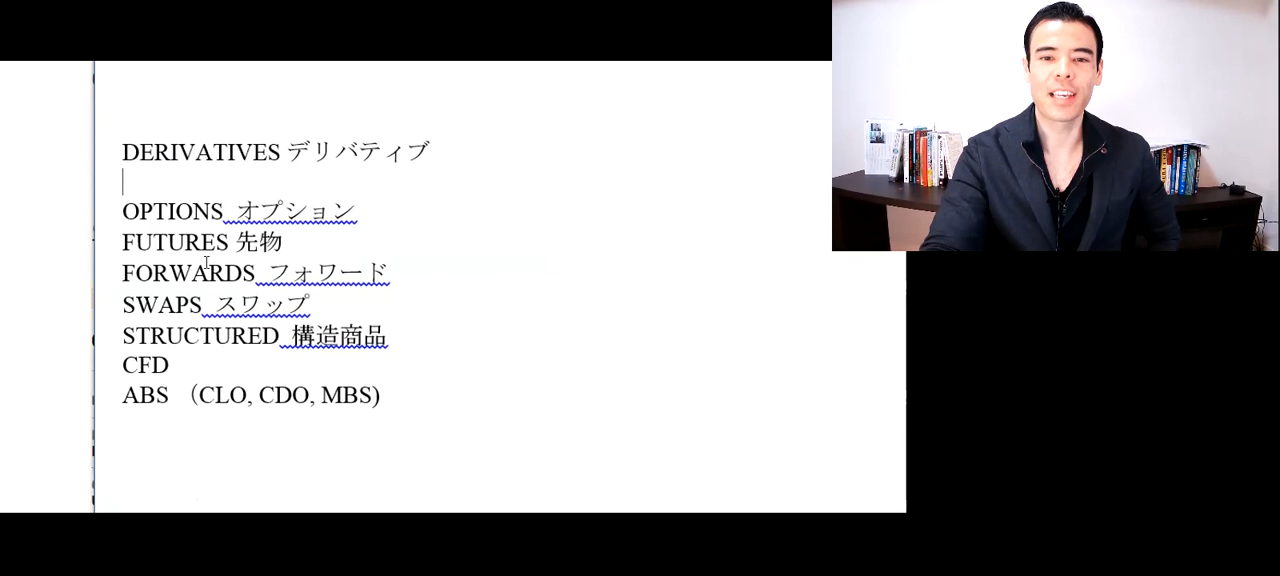 DERIVATIVES デリバティブ
OPTIONS オプション
FUTURES 先物
FORWARDS フォワード
SWAPS スワップ
STRUCTURED 構造商品
CFD
ABS （CLO, CDO, MBS)